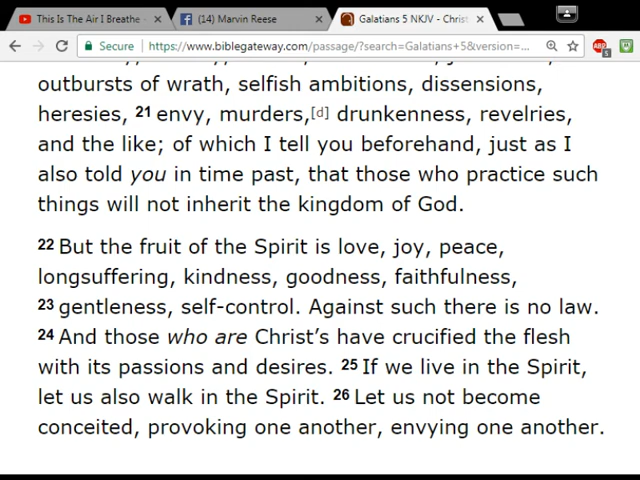 This Is The Air I Breathe -
(14) Marvin Reese
Galatians 5 NKJV - Christ
Secure https://www.biblegateway.com/passage/?search=Galatians+5&version=...
ABP
5
outbursts of wrath, selfish ambitions, dissensions,
heresies, 21 envy, murders,[d] drunkenness, revelries,
and the like; of which I tell you beforehand, just as I
also told you in time past, that those who practice such
things will not inherit the kingdom of God.
22 But the fruit of the Spirit is love, joy, peace,
longsuffering, kindness, goodness, faithfulness,
23 gentleness, self-control. Against such there is no law.
24 And those who are Christ's have crucified the flesh
with its passions and desires. 25 If we live in the Spirit,
let us also walk in the Spirit. 26 Let us not become
conceited, provoking one another, envying one another.